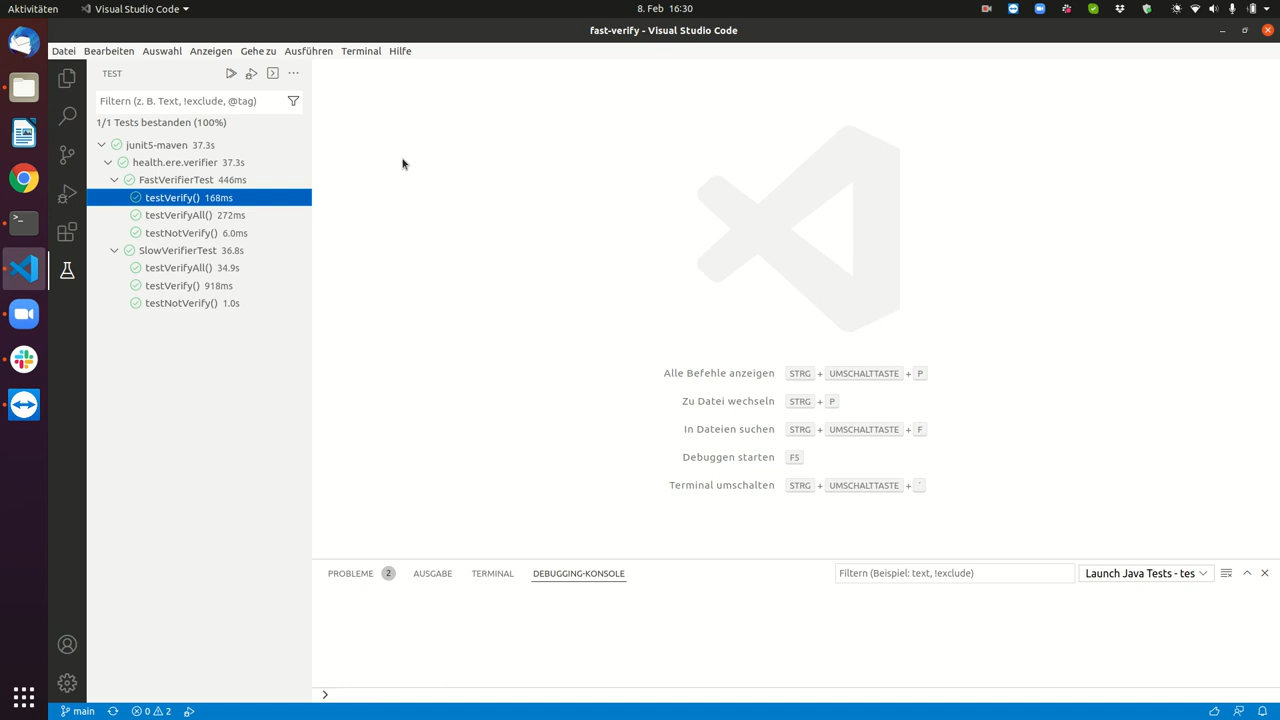 Aktivitäten
Visual Studio Code
8. Feb 16:30
fast-verify - Visual Studio Code
Datei Bearbeiten Auswahl Anzeigen Gehe zu Ausführen Terminal Hilfe
TEST
Filtern (z. B. Text, !exclude, @tag)
1/1 Tests bestanden (100%)
junit5-maven 37.3s
health.ere.verifier 37.3s
FastVerifierTest 446ms
testVerify() 168ms
testVerifyAll() 272ms
testNotVerify() 6.0ms
SlowVerifierTest 36.8s
testVerifyAll() 34.9s
testVerify() 918ms
testNotVerify() 1.0s
Alle Befehle anzeigen STRG + UMSCHALTTASTE + P
Zu Datei wechseln STRG + P
In Dateien suchen STRG + UMSCHALTTASTE + F
Debuggen starten F5
Terminal umschalten STRG + UMSCHALTTASTE + ´
PROBLEME 2 AUSGABE TERMINAL DEBUGGING-KONSOLE
Filtern (Beispiel: text, !exclude)
Launch Java Tests - tes
main 0 2